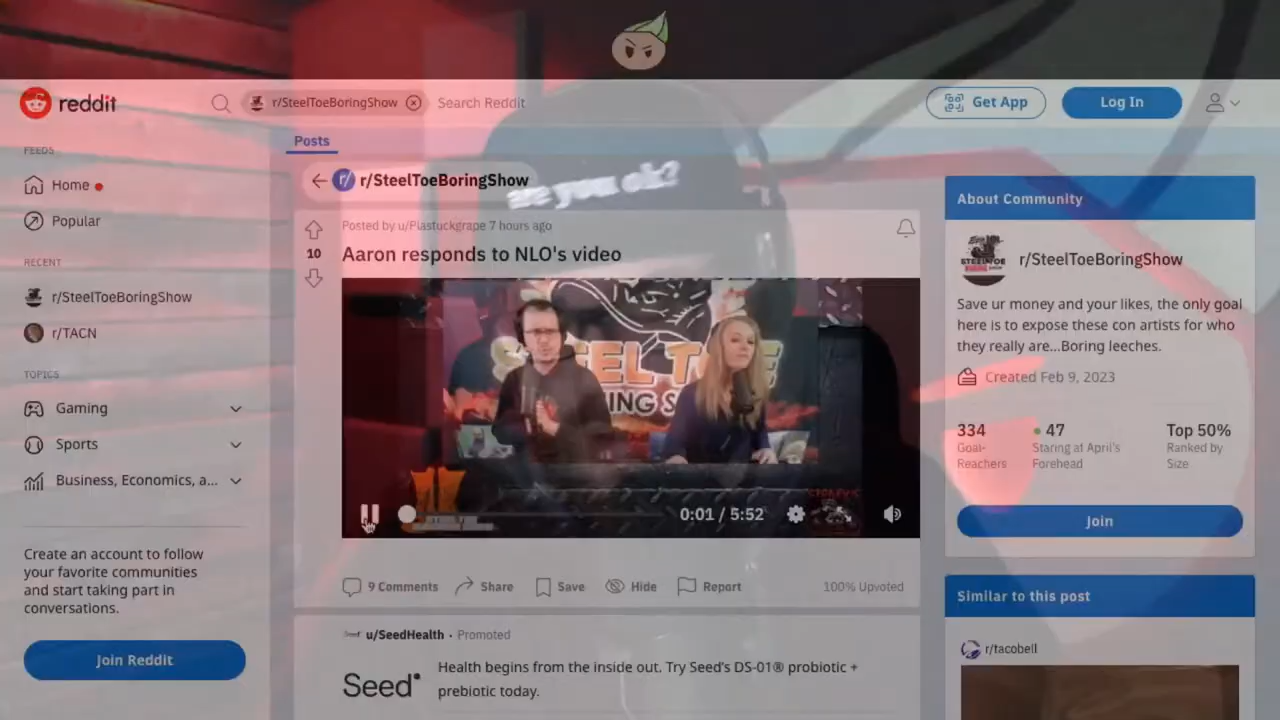 reddit
r/SteelToeBoringShow
Search Reddit
Get App
Log In
FEEDS
Home
Popular
RECENT
r/SteelToeBoringShow
r/TACN
TOPICS
Gaming
Sports
Business, Economics, a...
Create an account to follow
your favorite communities
and start taking part in
conversations.
Join Reddit
Posts
r/SteelToeBoringShow
are you ok?
Posted by u/Plastuckgrape 7 hours ago
10
Aaron responds to NLO's video
0:01 / 5:52
9 Comments
Share
Save
Hide
Report
100% Upvoted
u/SeedHealth · Promoted
Health begins from the inside out. Try Seed's DS-01® probiotic +
prebiotic today.
Seed
About Community
r/SteelToeBoringShow
Save ur money and your likes, the only goal
here is to expose these con artists for who
they really are...Boring leeches.
Created Feb 9, 2023
334
Goal-
Reachers
47
Staring at April's
Forehead
Top 50%
Ranked by
Size
Join
Similar to this post
r/tacobell